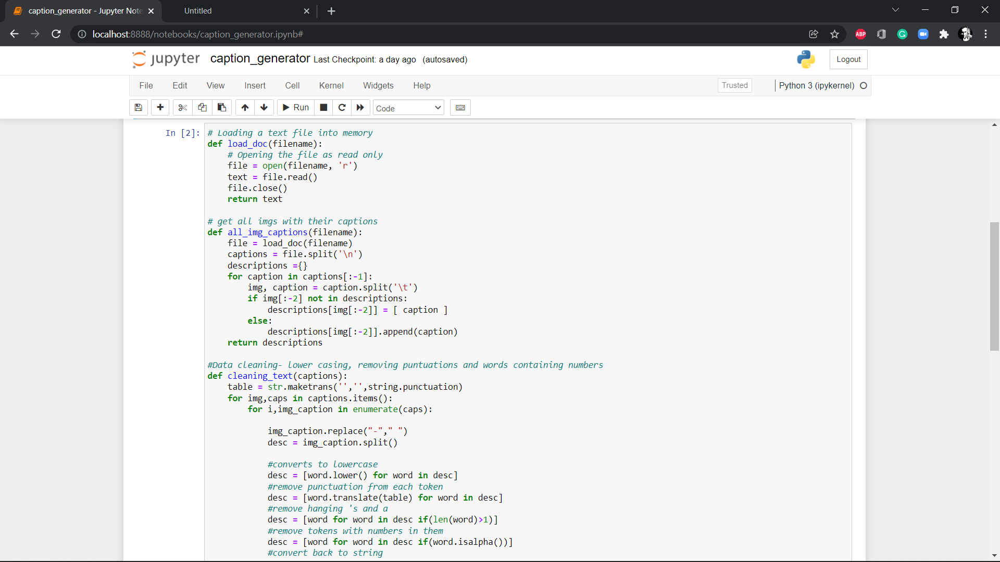 caption_generator - Jupyter Note
Untitled
localhost:8888/notebooks/caption_generator.ipynb#
ABP
jupyter caption_generator Last Checkpoint: a day ago (autosaved)
Logout
File Edit View Insert Cell Kernel Widgets Help
Trusted
Python 3 (ipykernel)
Run
Code
In [2]:
# Loading a text file into memory
def load_doc(filename):
    # Opening the file as read only
    file = open(filename, 'r')
    text = file.read()
    file.close()
    return text
# get all imgs with their captions
def all_img_captions(filename):
    file = load_doc(filename)
    captions = file.split('\n')
    descriptions ={}
    for caption in captions[:-1]:
        img, caption = caption.split('\t')
        if img[:-2] not in descriptions:
            descriptions[img[:-2]] = [ caption ]
        else:
            descriptions[img[:-2]].append(caption)
    return descriptions
#Data cleaning- lower casing, removing puntuations and words containing numbers
def cleaning_text(captions):
    table = str.maketrans('','',string.punctuation)
    for img,caps in captions.items():
        for i,img_caption in enumerate(caps):
            img_caption.replace("-"," ")
            desc = img_caption.split()
            #converts to lowercase
            desc = [word.lower() for word in desc]
            #remove punctuation from each token
            desc = [word.translate(table) for word in desc]
            #remove hanging 's and a
            desc = [word for word in desc if(len(word)>1)]
            #remove tokens with numbers in them
            desc = [word for word in desc if(word.isalpha())]
            #convert back to string